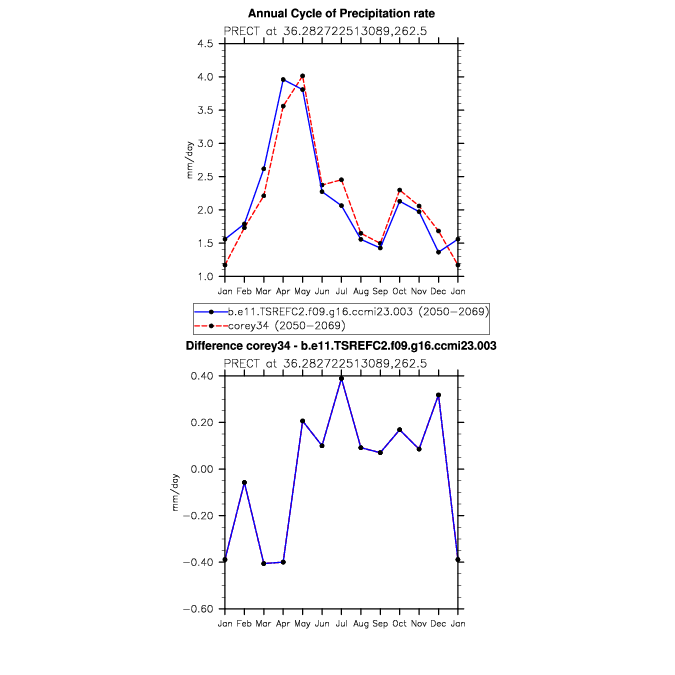 Annual Cycle of Precipitation rate
PRECT at 36.282722513089,262.5
4.5
4.0
3.5
3.0
2.5
2.0
1.5
1.0
mm/day
Jan Feb Mar Apr May Jun Jul Aug Sep Oct Nov Dec Jan
b.e11.TSREFC2.f09.g16.ccmi23.003 (2050-2069)
corey34 (2050-2069)
Difference corey34 - b.e11.TSREFC2.f09.g16.ccmi23.003
PRECT at 36.282722513089,262.5
0.40
0.20
0.00
-0.20
-0.40
-0.60
mm/day
Jan Feb Mar Apr May Jun Jul Aug Sep Oct Nov Dec Jan